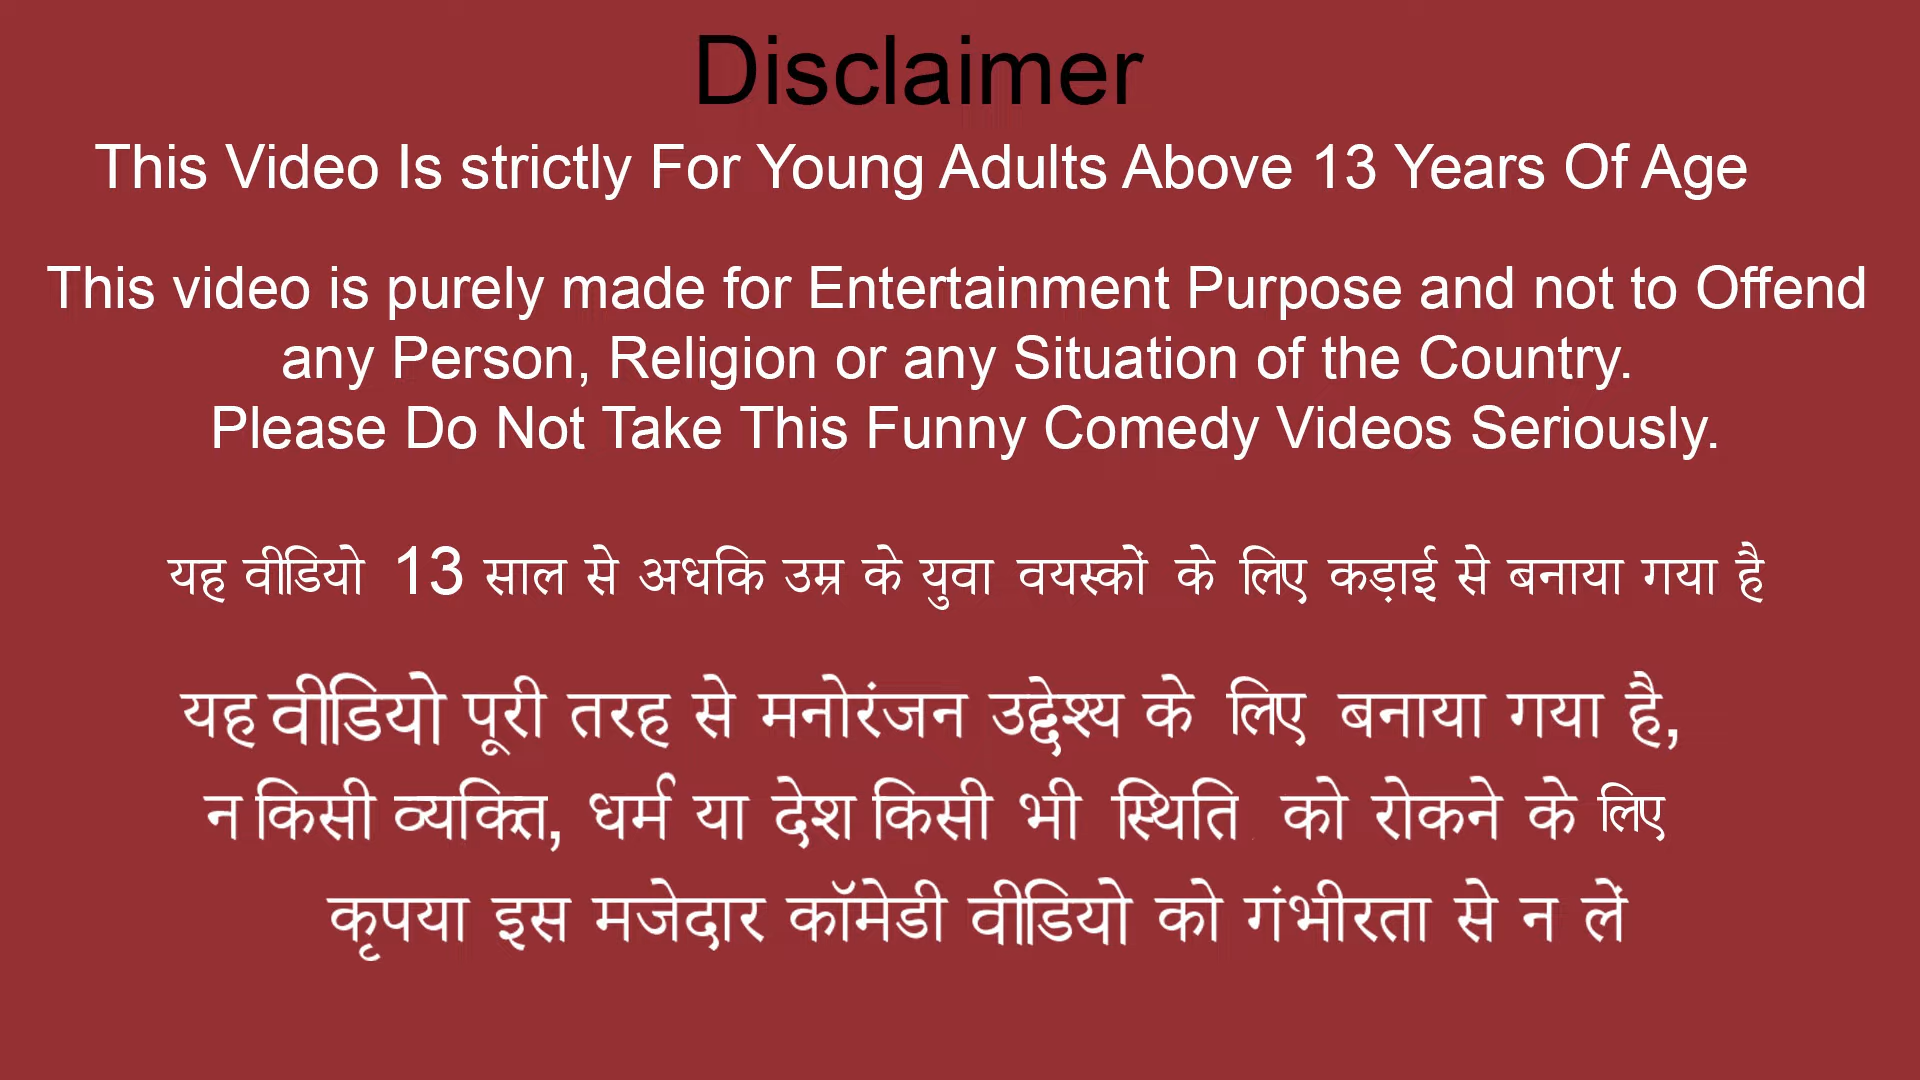 Disclaimer
This Video Is strictly For Young Adults Above 13 Years Of Age
This video is purely made for Entertainment Purpose and not to Offend
any Person, Religion or any Situation of the Country.
Please Do Not Take This Funny Comedy Videos Seriously.
यह वीडियो 13 साल से अधकि उम्र के युवा वयस्कों के लिए कड़ाई से बनाया गया है
यह वीडियो पूरी तरह से मनोरंजन उद्देश्य के लिए बनाया गया है,
न किसी व्यक्ति, धर्म या देश किसी भी स्थिति को रोकने के लिए
कृपया इस मजेदार कॉमेडी वीडियो को गंभीरता से न लें